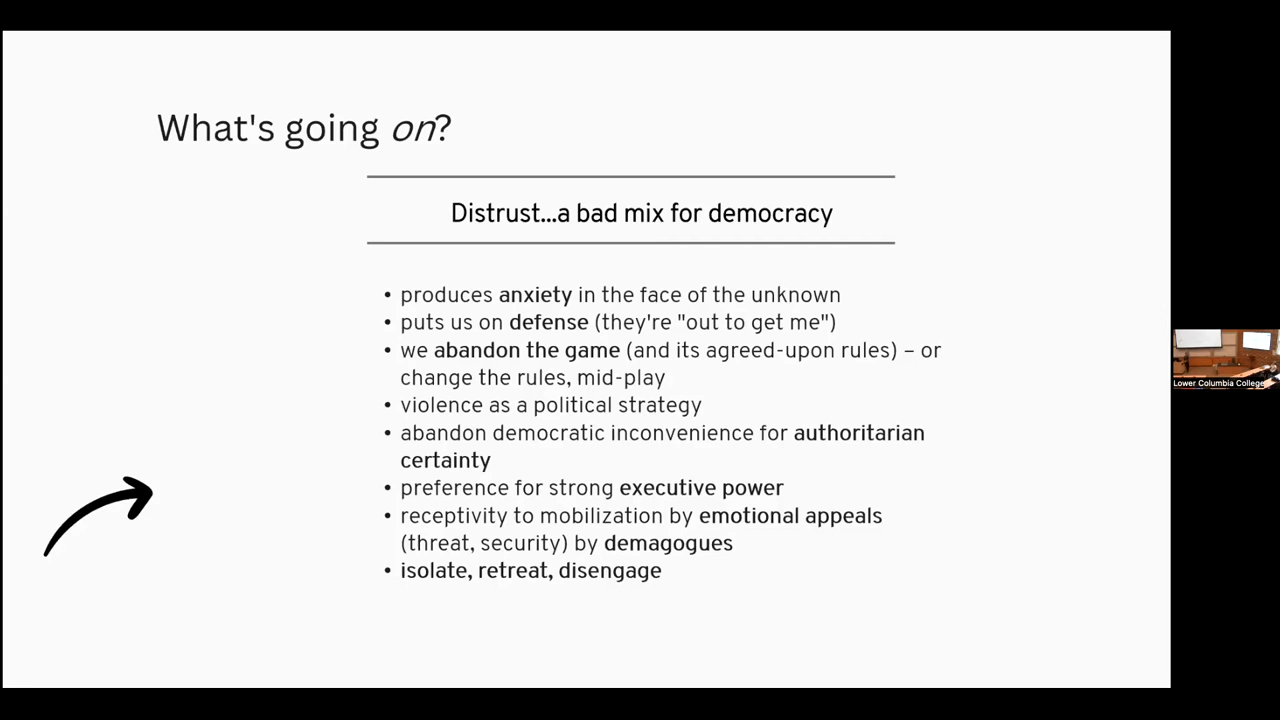 What's going on?
Distrust...a bad mix for democracy
• produces anxiety in the face of the unknown
• puts us on defense (they're "out to get me")
• we abandon the game (and its agreed-upon rules) – or
change the rules, mid-play
• violence as a political strategy
• abandon democratic inconvenience for authoritarian
certainty
• preference for strong executive power
• receptivity to mobilization by emotional appeals
(threat, security) by demagogues
• isolate, retreat, disengage
Lower Columbia College